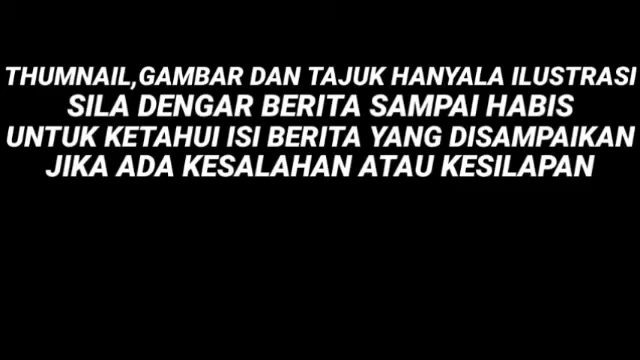 THUMNAIL,GAMBAR DAN TAJUK HANYALA ILUSTRASI
SILA DENGAR BERITA SAMPAI HABIS
UNTUK KETAHUI ISI BERITA YANG DISAMPAIKAN
JIKA ADA KESALAHAN ATAU KESILAPAN